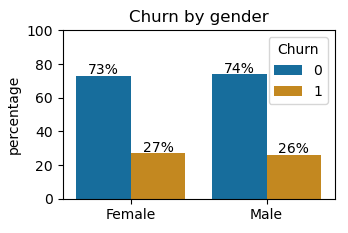 Churn by gender
100
80
60
40
20
0
percentage
73%
27%
74%
26%
Churn
0
1
Female
Male